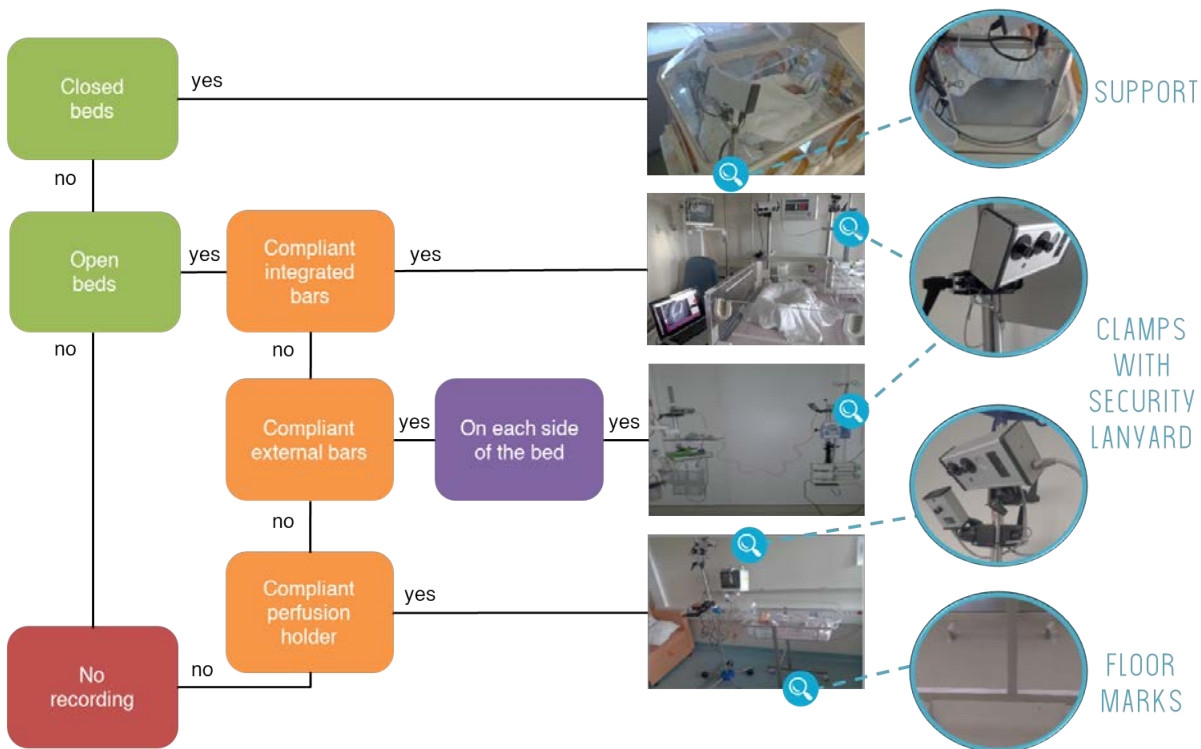 Closed
beds
yes
SUPPORT
no
Open
beds
yes
Compliant
integrated
bars
yes
no
no
CLAMPS
WITH
SECURITY
LANYARD
Compliant
external bars
yes
On each side
of the bed
yes
no
Compliant
perfusion
holder
yes
No
recording
no
FLOOR
MARKS